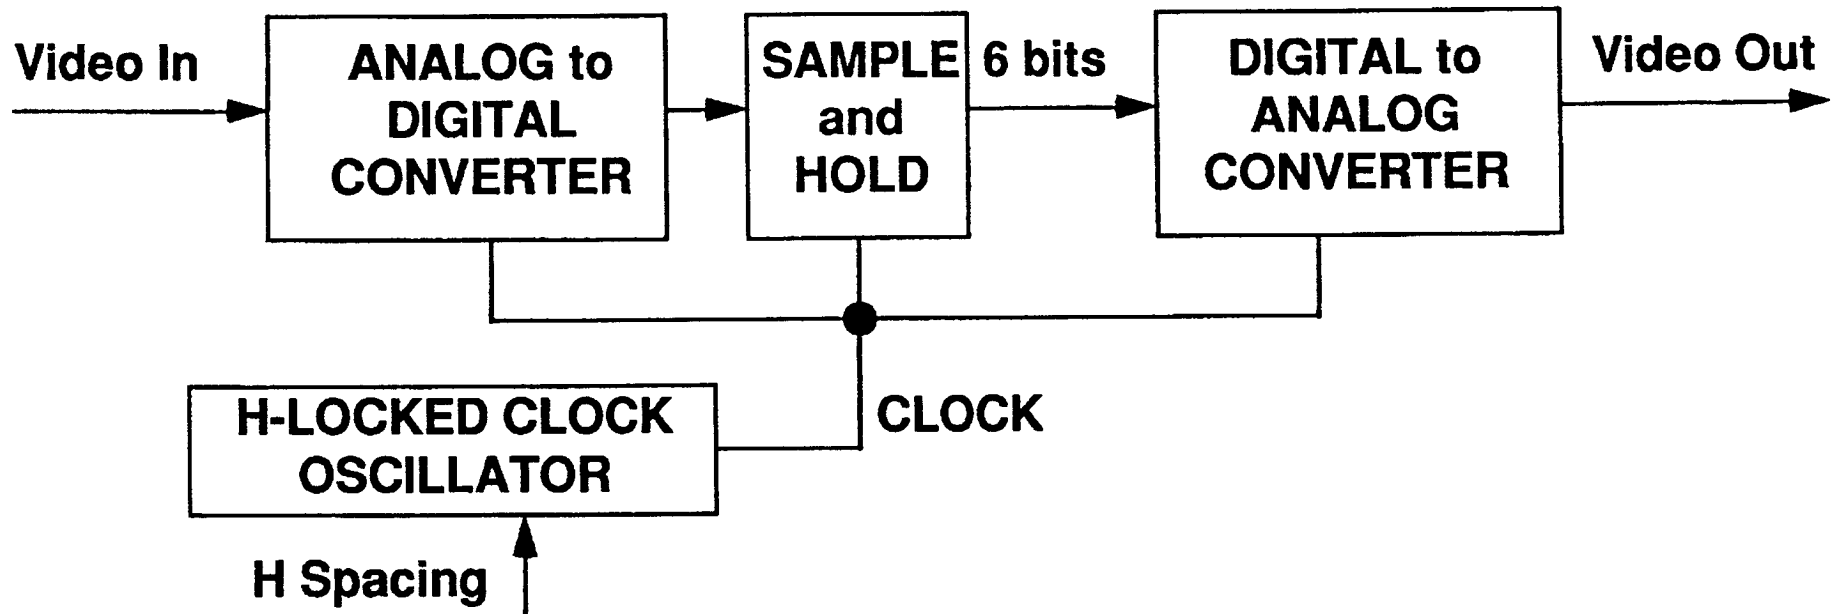 Video In
ANALOG to
DIGITAL
CONVERTER
SAMPLE
and
HOLD
6 bits
DIGITAL to
ANALOG
CONVERTER
Video Out
H-LOCKED CLOCK
OSCILLATOR
CLOCK
H Spacing